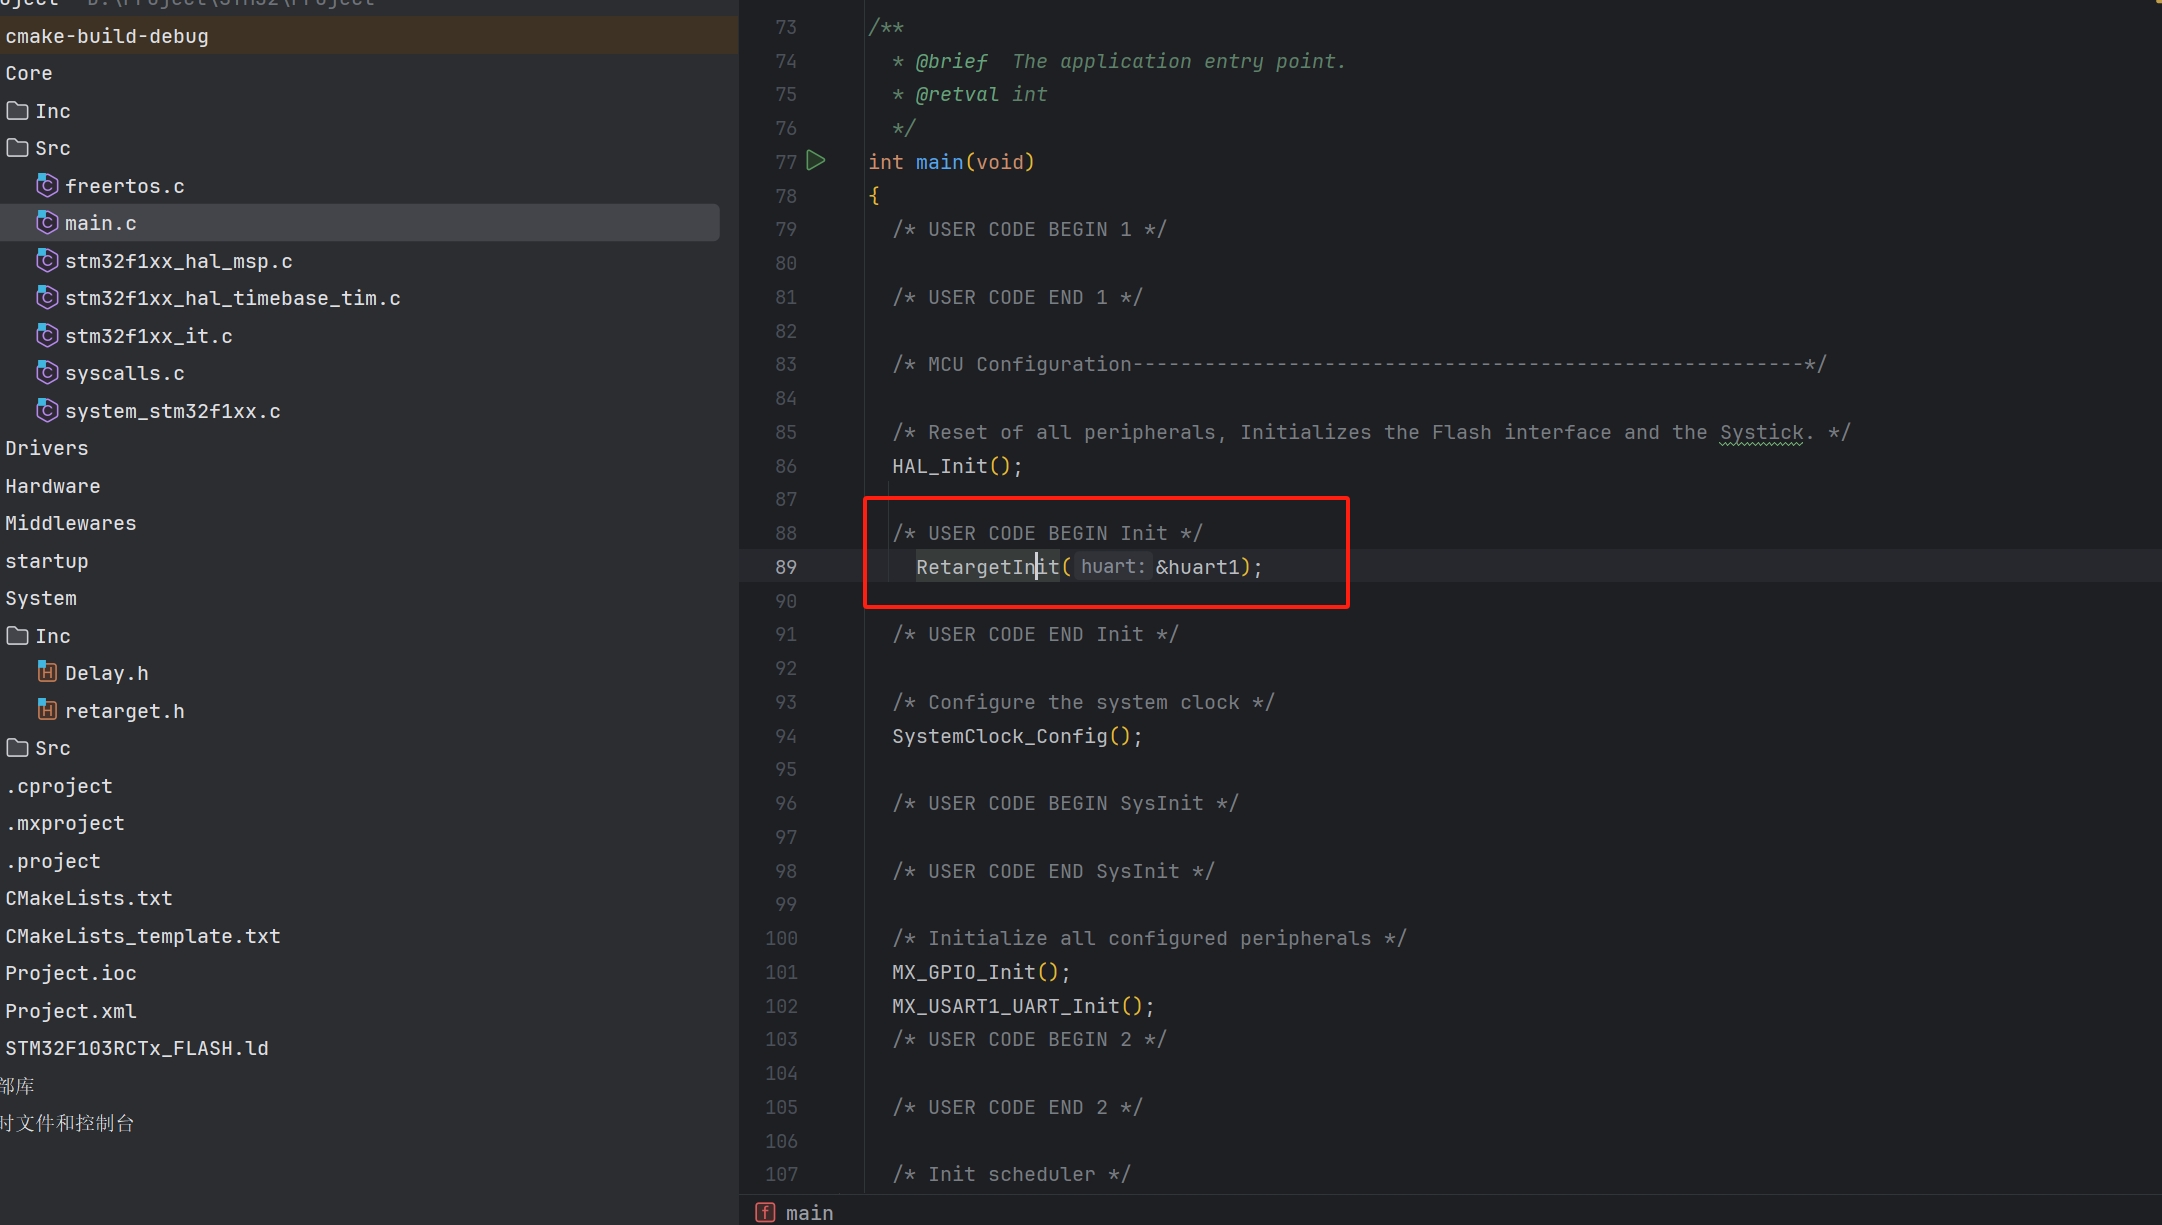 cmake-build-debug
Core
Inc
Src
freertos.c
main.c
stm32f1xx_hal_msp.c
stm32f1xx_hal_timebase_tim.c
stm32f1xx_it.c
syscalls.c
system_stm32f1xx.c
Drivers
Hardware
Middlewares
startup
System
Inc
Delay.h
retarget.h
Src
.cproject
.mxproject
.project
CMakeLists.txt
CMakeLists_template.txt
Project.ioc
Project.xml
STM32F103RCTx_FLASH.ld
部库
时文件和控制台
73 /**
74 * @brief  The application entry point.
75 * @retval int
76 */
77 int main(void)
78 {
79 /* USER CODE BEGIN 1 */
80
81 /* USER CODE END 1 */
82
83 /* MCU Configuration--------------------------------------------------------*/
84
85 /* Reset of all peripherals, Initializes the Flash interface and the Systick. */
86 HAL_Init();
87
88 /* USER CODE BEGIN Init */
89 RetargetInit( huart: &huart1);
90
91 /* USER CODE END Init */
92
93 /* Configure the system clock */
94 SystemClock_Config();
95
96 /* USER CODE BEGIN SysInit */
97
98 /* USER CODE END SysInit */
99
100 /* Initialize all configured peripherals */
101 MX_GPIO_Init();
102 MX_USART1_UART_Init();
103 /* USER CODE BEGIN 2 */
104
105 /* USER CODE END 2 */
106
107 /* Init scheduler */
f main